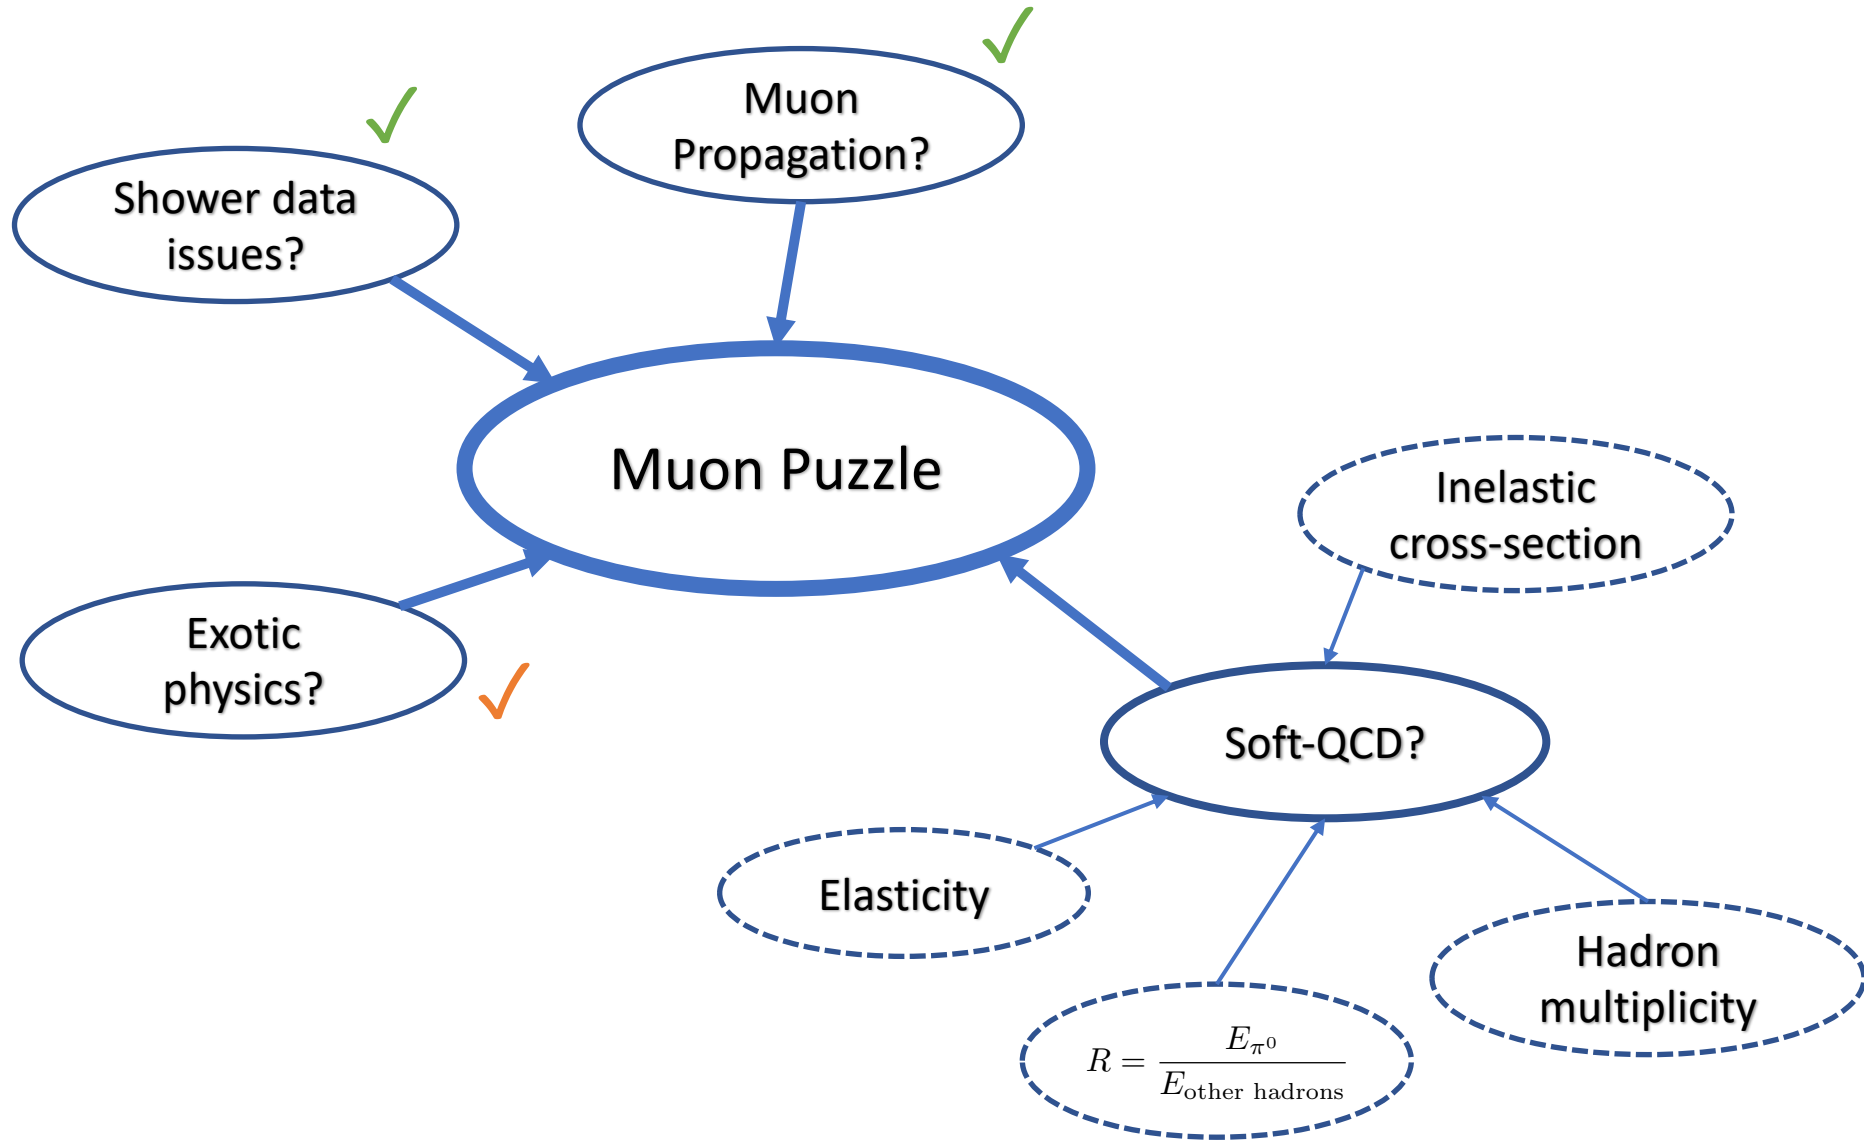 Muon
Propagation?
Shower data
issues?
Muon Puzzle
Inelastic
cross-section
Exotic
physics?
Soft-QCD?
Elasticity
Hadron
multiplicity
R = E_{π^0} / E_{other hadrons}